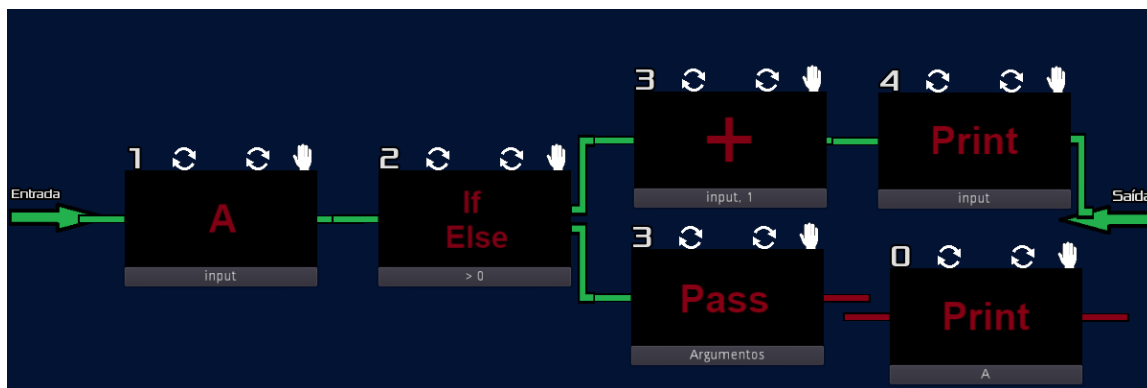 Entrada
1
A
input
2
If
Else
> 0
3
+
input, 1
4
Print
input
3
Pass
Argumentos
0
Print
A
Saída